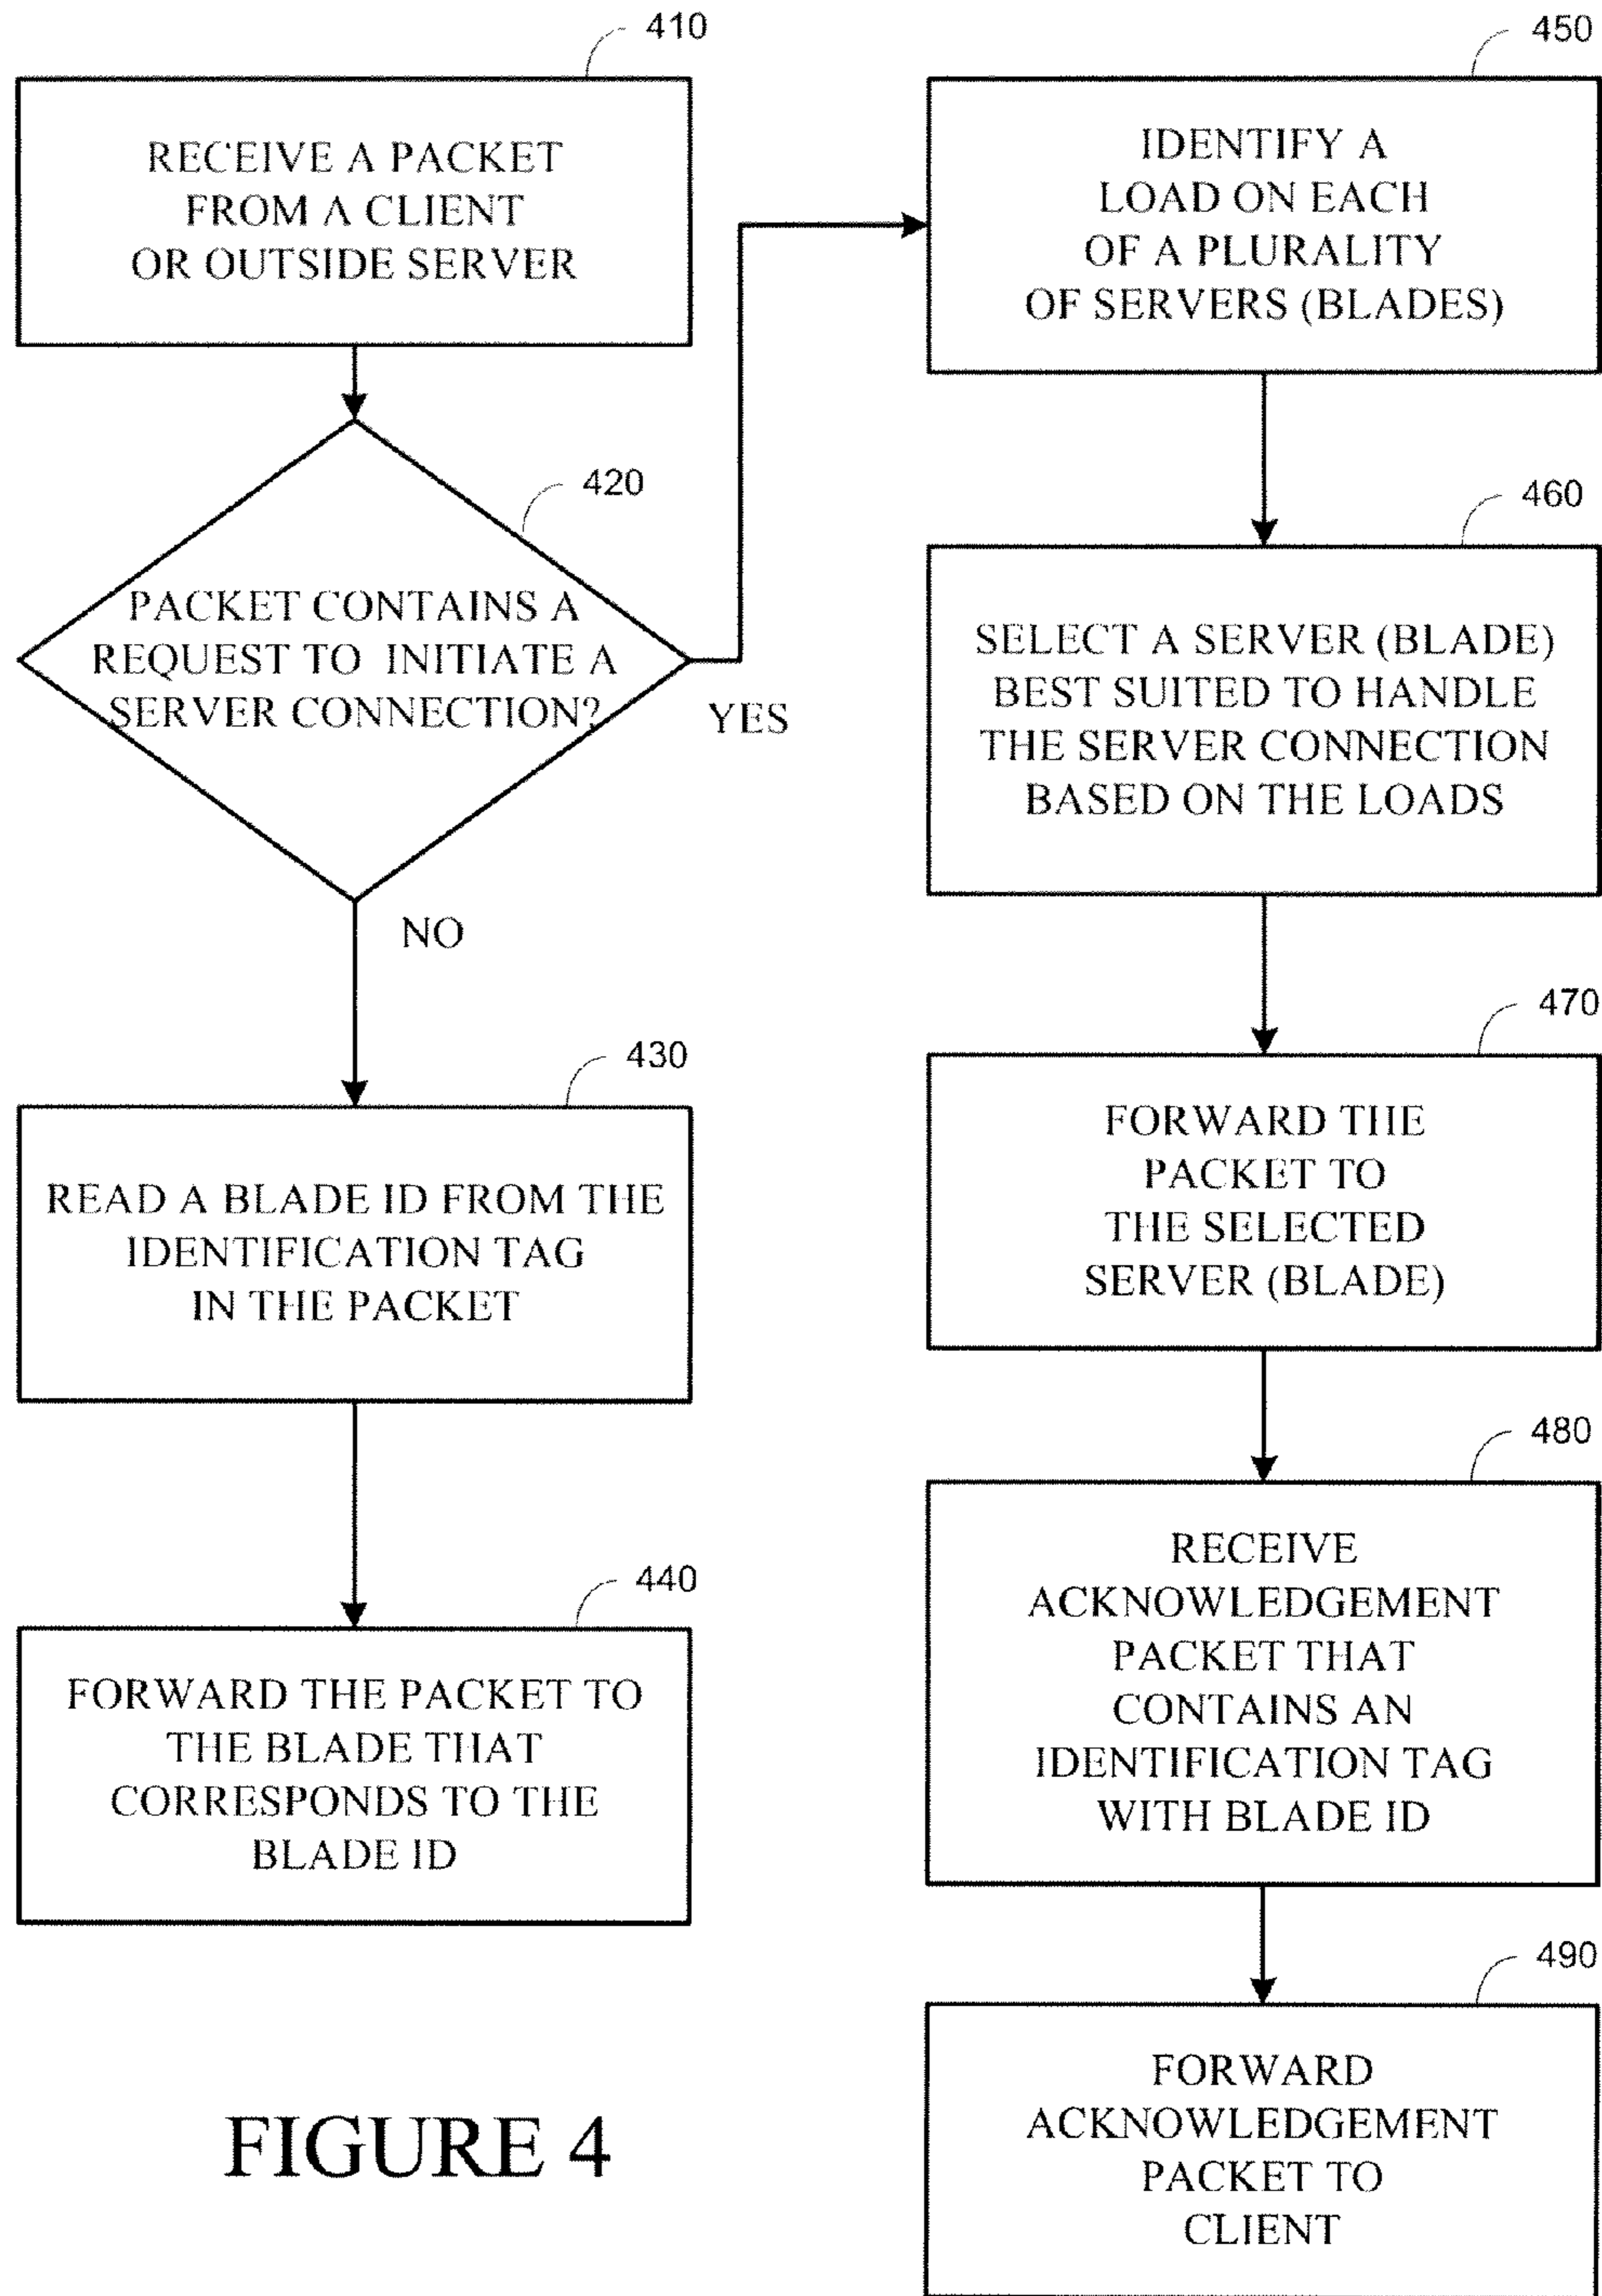 410
RECEIVE A PACKET
FROM A CLIENT
OR OUTSIDE SERVER
420
PACKET CONTAINS A
REQUEST TO INITIATE A
SERVER CONNECTION?
YES
NO
430
READ A BLADE ID FROM THE
IDENTIFICATION TAG
IN THE PACKET
440
FORWARD THE PACKET TO
THE BLADE THAT
CORRESPONDS TO THE
BLADE ID
450
IDENTIFY A
LOAD ON EACH
OF A PLURALITY
OF SERVERS (BLADES)
460
SELECT A SERVER (BLADE)
BEST SUITED TO HANDLE
THE SERVER CONNECTION
BASED ON THE LOADS
470
FORWARD THE
PACKET TO
THE SELECTED
SERVER (BLADE)
480
RECEIVE
ACKNOWLEDGEMENT
PACKET THAT
CONTAINS AN
IDENTIFICATION TAG
WITH BLADE ID
490
FORWARD
ACKNOWLEDGEMENT
PACKET TO
CLIENT
FIGURE 4